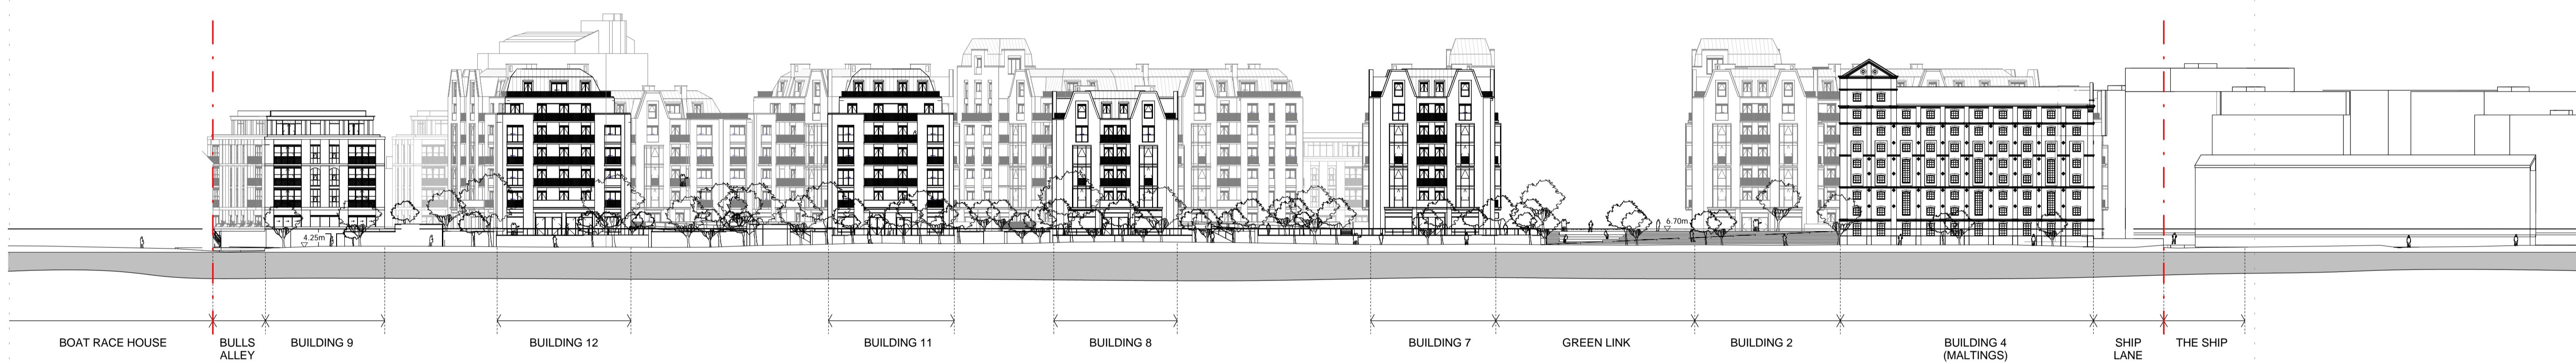 4.25m
6.70m
BOAT RACE HOUSE
BULLS
ALLEY
BUILDING 9
BUILDING 12
BUILDING 11
BUILDING 8
BUILDING 7
GREEN LINK
BUILDING 2
BUILDING 4
(MALTINGS)
SHIP
LANE
THE SHIP